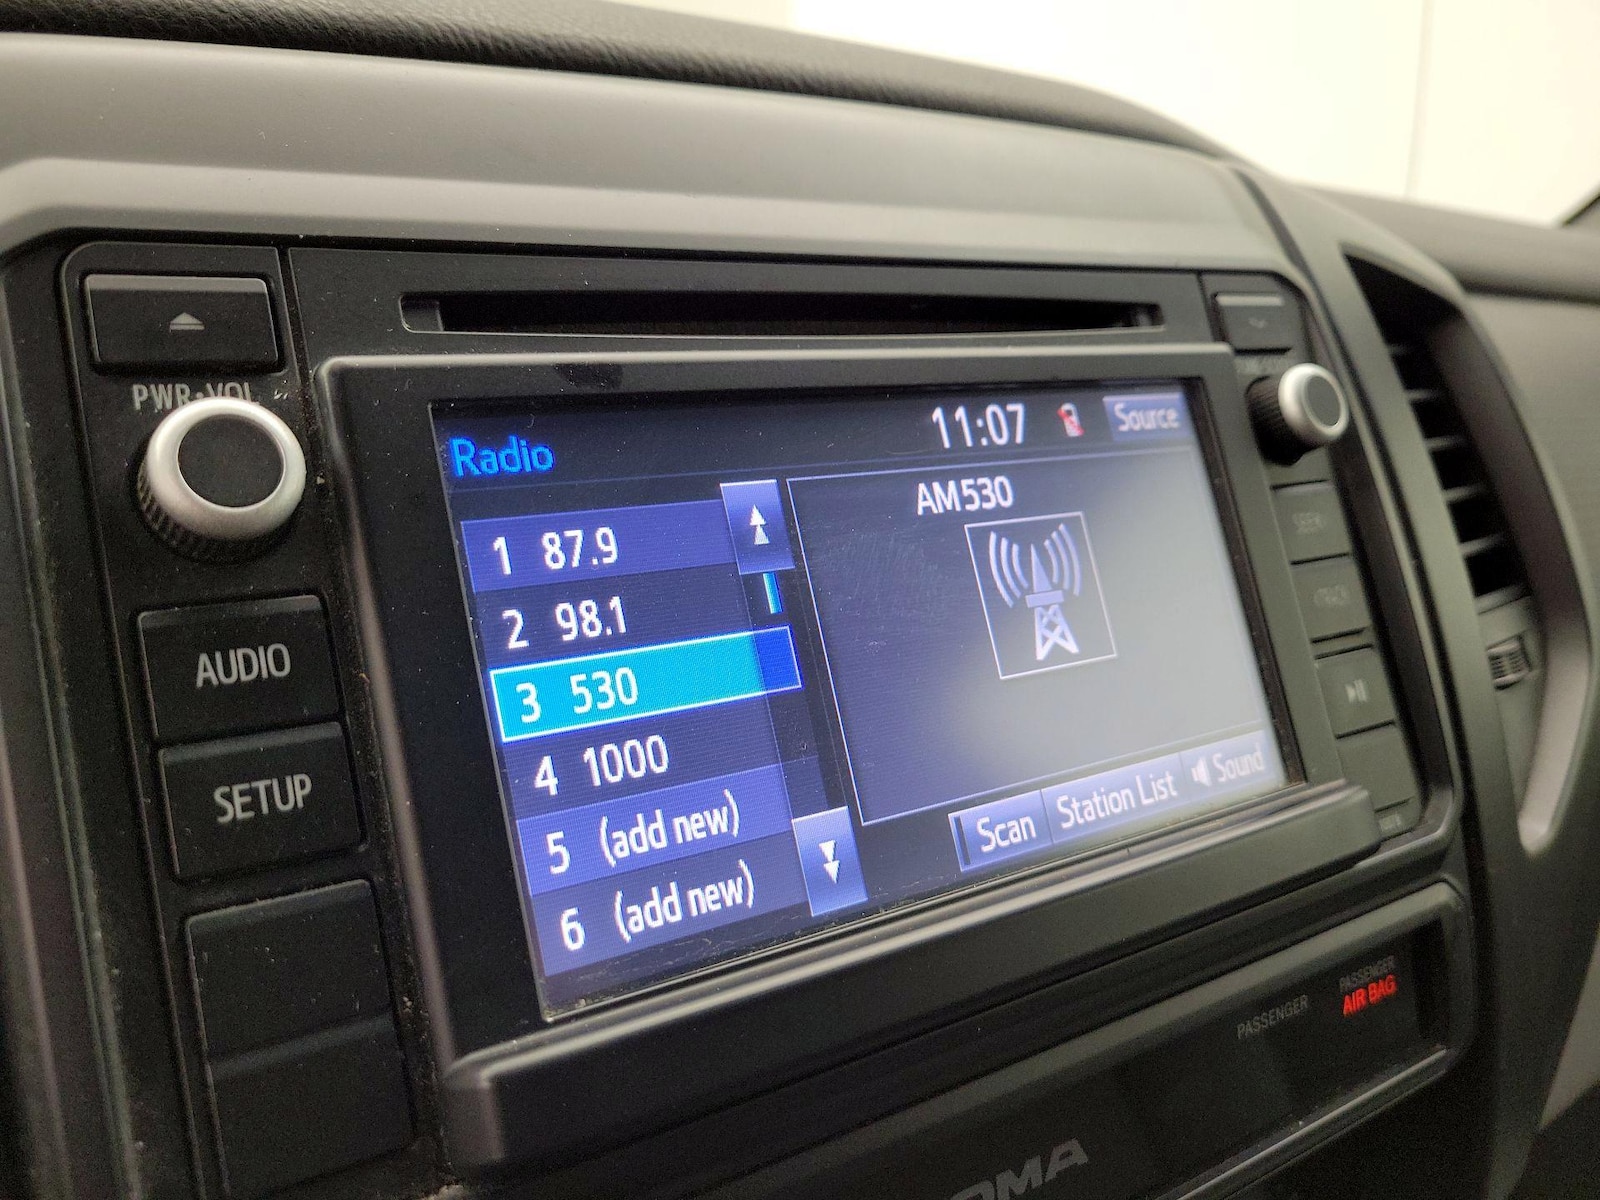 PWR·VOL
AUDIO
SETUP
Radio
11:07
Source
1 87.9
2 98.1
3 530
4 1000
5 (add new)
6 (add new)
AM530
Scan
Station List
Sound
PASSENGER
PASSENGER
AIR BAG
OMA